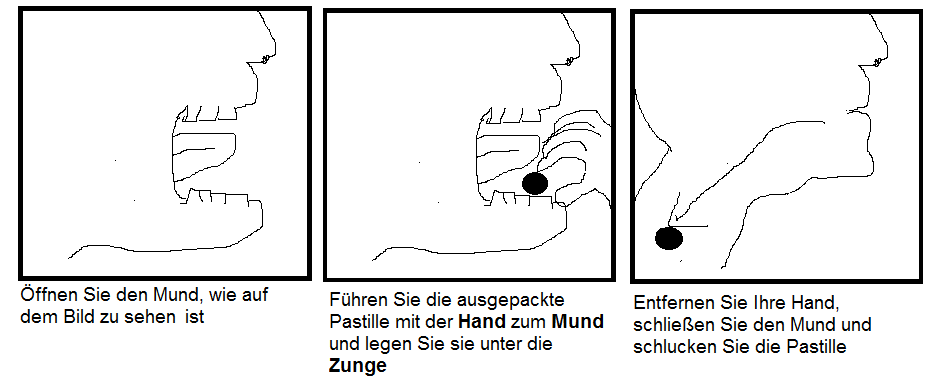 Öffnen Sie den Mund, wie auf
dem Bild zu sehen ist
Führen Sie die ausgepackte
Pastille mit der Hand zum Mund
und legen Sie sie unter die
Zunge
Entfernen Sie Ihre Hand,
schließen Sie den Mund und
schlucken Sie die Pastille